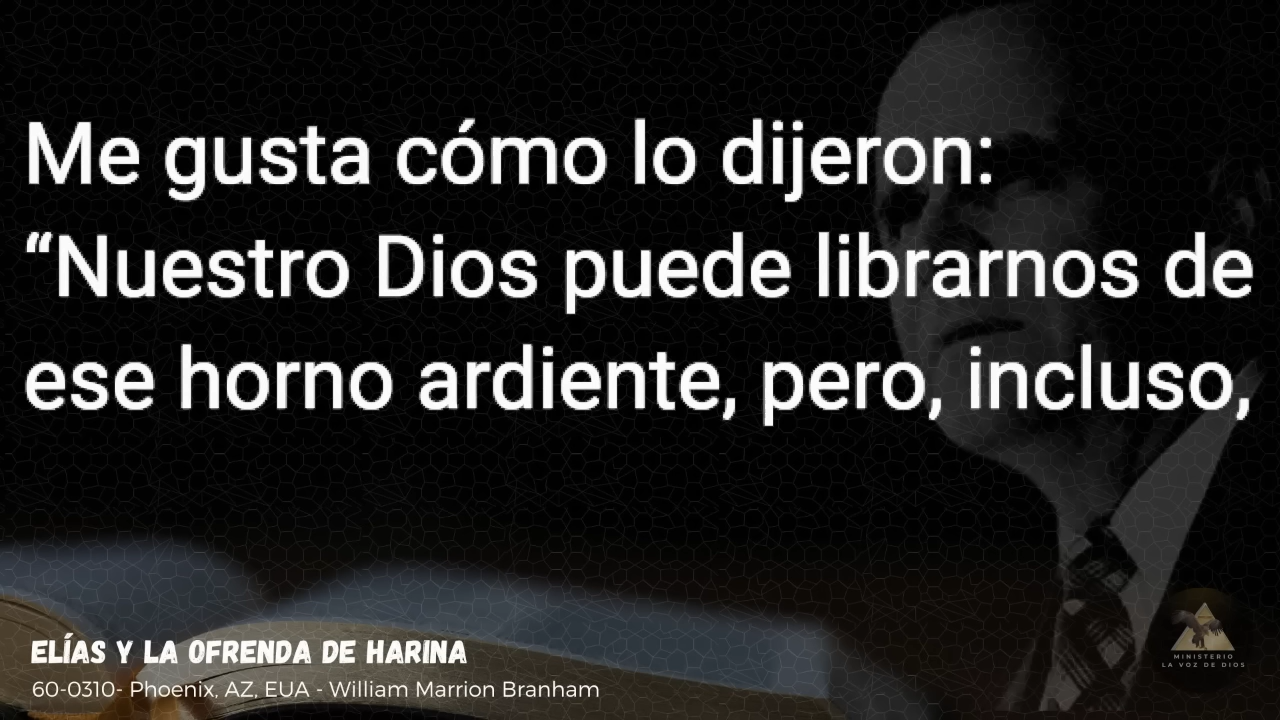 Me gusta cómo lo dijeron:
“Nuestro Dios puede librarnos de
ese horno ardiente, pero, incluso,
ELÍAS Y LA OFRENDA DE HARINA
60-0310- Phoenix, AZ, EUA - William Marrion Branham
MINISTERIO
LA VOZ DE DIOS